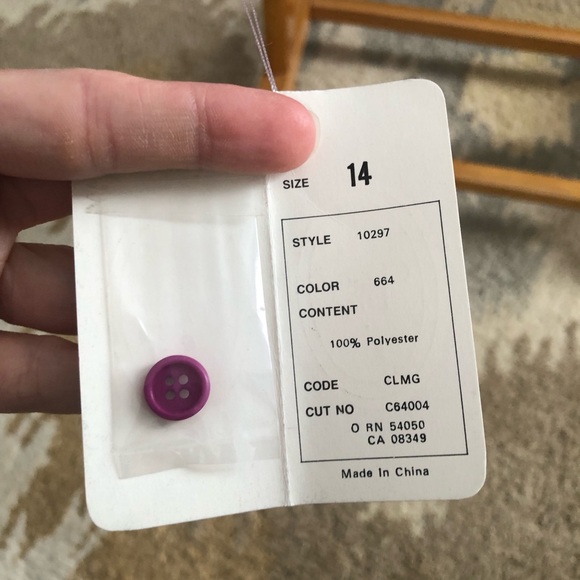 SIZE 14
STYLE 10297
COLOR 664
CONTENT
100% Polyester
CODE CLMG
CUT NO C64004
O RN 54050
CA 08349
Made In China